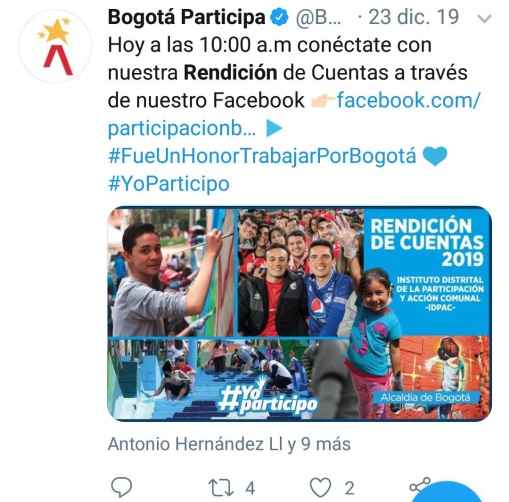 Bogotá Participa @B... · 23 dic. 19
Hoy a las 10:00 a.m conéctate con
nuestra Rendición de Cuentas a través
de nuestro Facebook 👉🏻facebook.com/
participacionb... ▶
#FueUnHonorTrabajarPorBogotá 💙
#YoParticipo
RENDICIÓN
DE CUENTAS
2019
INSTITUTO DISTRITAL
DE LA PARTICIPACIÓN
Y ACCIÓN COMUNAL
-IDPAC-
#Yo
participo
Alcaldía de Bogotá
Antonio Hernández Ll y 9 más
4
2